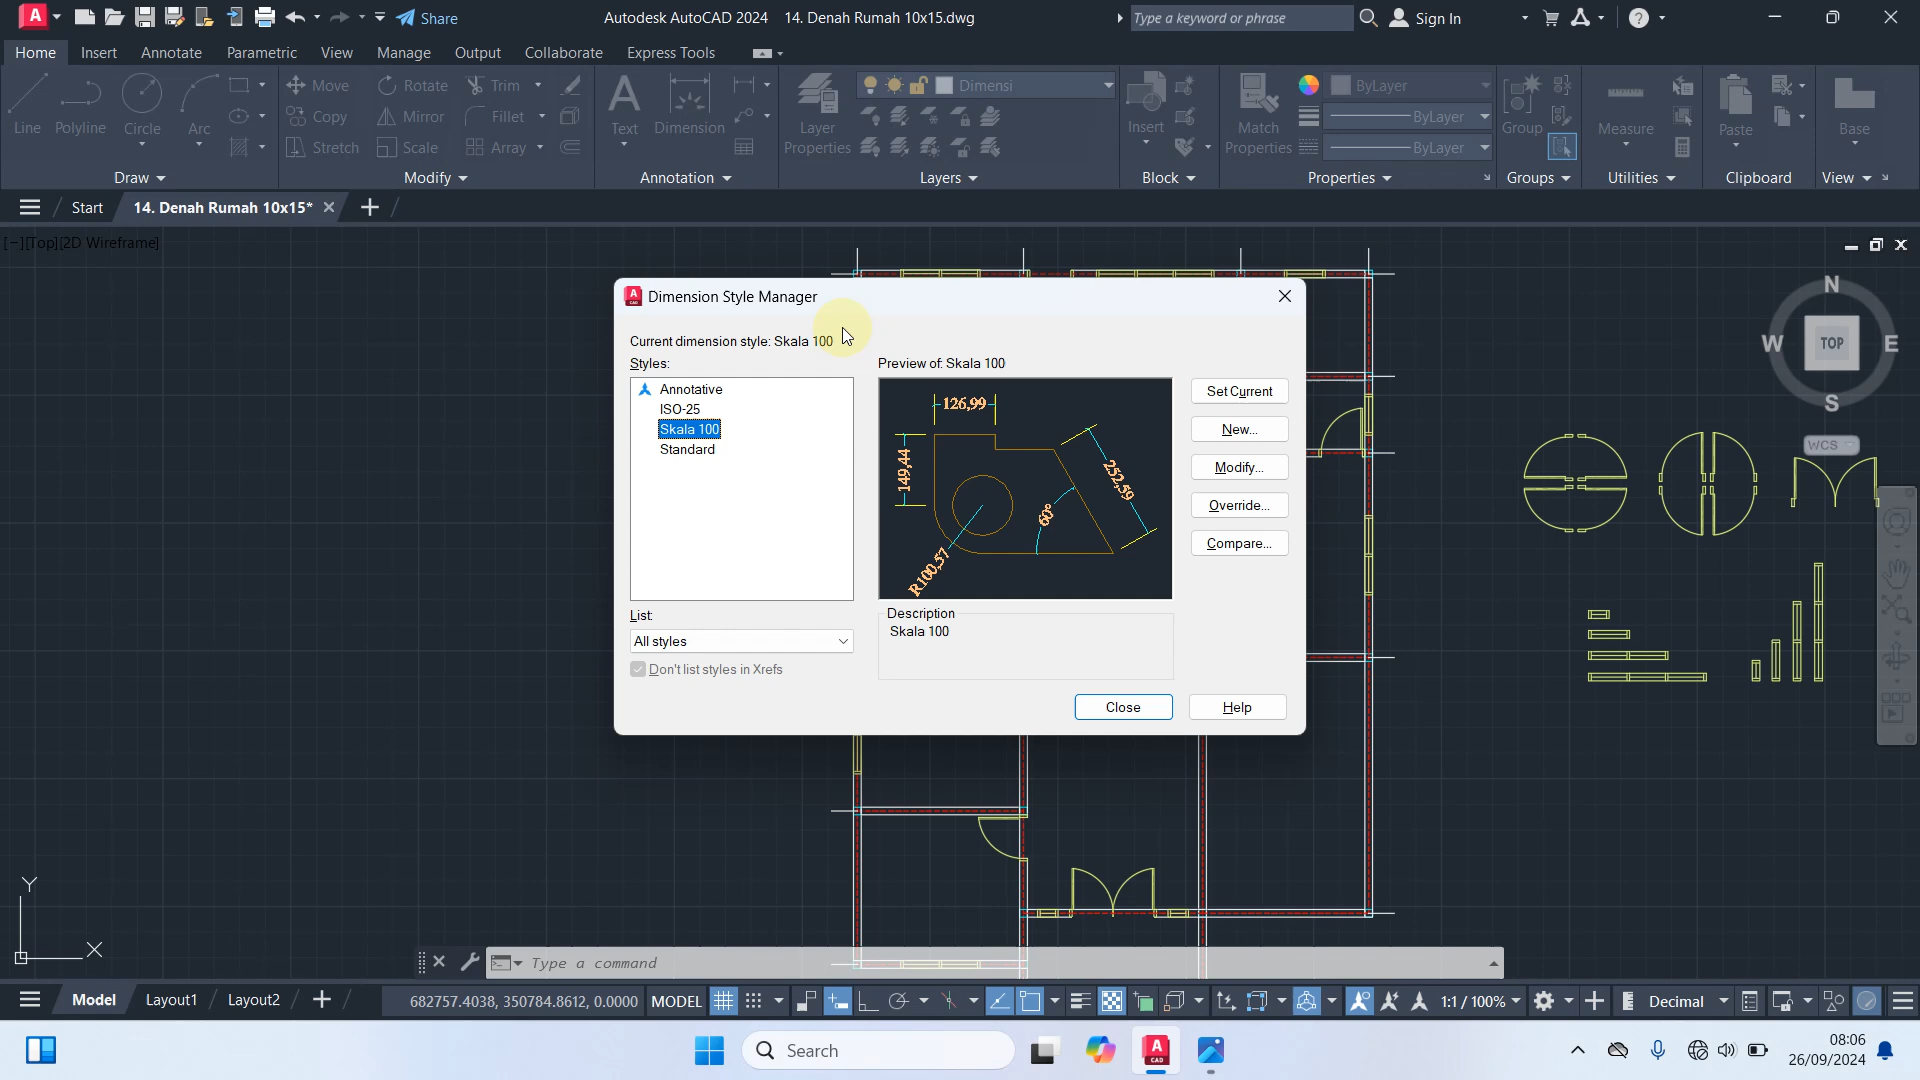 Share
Autodesk AutoCAD 2024 14. Denah Rumah 10x15.dwg
Type a keyword or phrase
Sign In
Home Insert Annotate Parametric View Manage Output Collaborate Express Tools
Line Polyline Circle Arc
Move Rotate Trim
Copy Mirror Fillet
Stretch Scale Array
Text Dimension
Layer Properties
Dimensi
Insert
Match Properties
ByLayer
ByLayer
ByLayer
Group
Measure
Paste
Base
Draw Modify Annotation Layers Block Properties Groups Utilities Clipboard View
Start 14. Denah Rumah 10x15*
[−][Top][2D Wireframe]
N
W TOP E
S
WCS
Dimension Style Manager
Current dimension style: Skala 100
Styles:
Annotative
ISO-25
Skala 100
Standard
Preview of: Skala 100
126,99
149,44
252,59
60°
R100,57
Set Current
New...
Modify...
Override...
Compare...
List:
All styles
Don't list styles in Xrefs
Description
Skala 100
Close Help
Y
X
Type a command
Model Layout1 Layout2
682757.4038, 350784.8612, 0.0000 MODEL
1:1 / 100%
Decimal
Search
08:06
26/09/2024